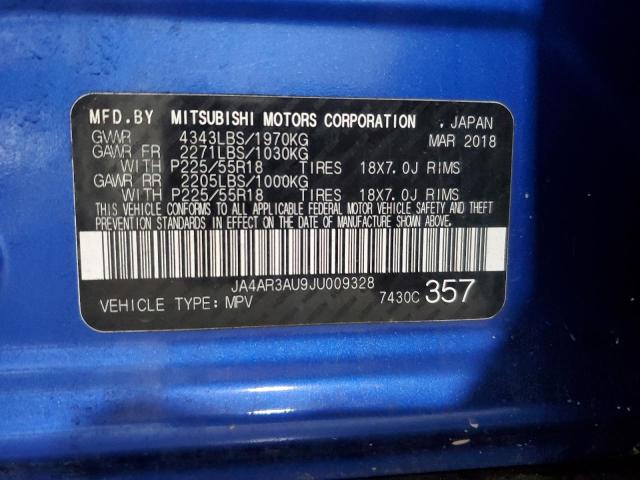 MFD.BY MITSUBISHI MOTORS CORPORATION . JAPAN
GVWR 4343LBS/1970KG MAR 2018
GAWR FR 2271LBS/1030KG
WITH P225/55R18 TIRES 18X7.0J RIMS
GAWR RR 2205LBS/1000KG
WITH P225/55R18 TIRES 18X7.0J RIMS
THIS VEHICLE CONFORMS TO ALL APPLICABLE FEDERAL MOTOR VEHICLE SAFETY AND THEFT
PREVENTION STANDARDS IN EFFECT ON THE DATE OF MANUFACTURE SHOWN ABOVE.
JA4AR3AU9JU009328
VEHICLE TYPE: MPV 7430C 357